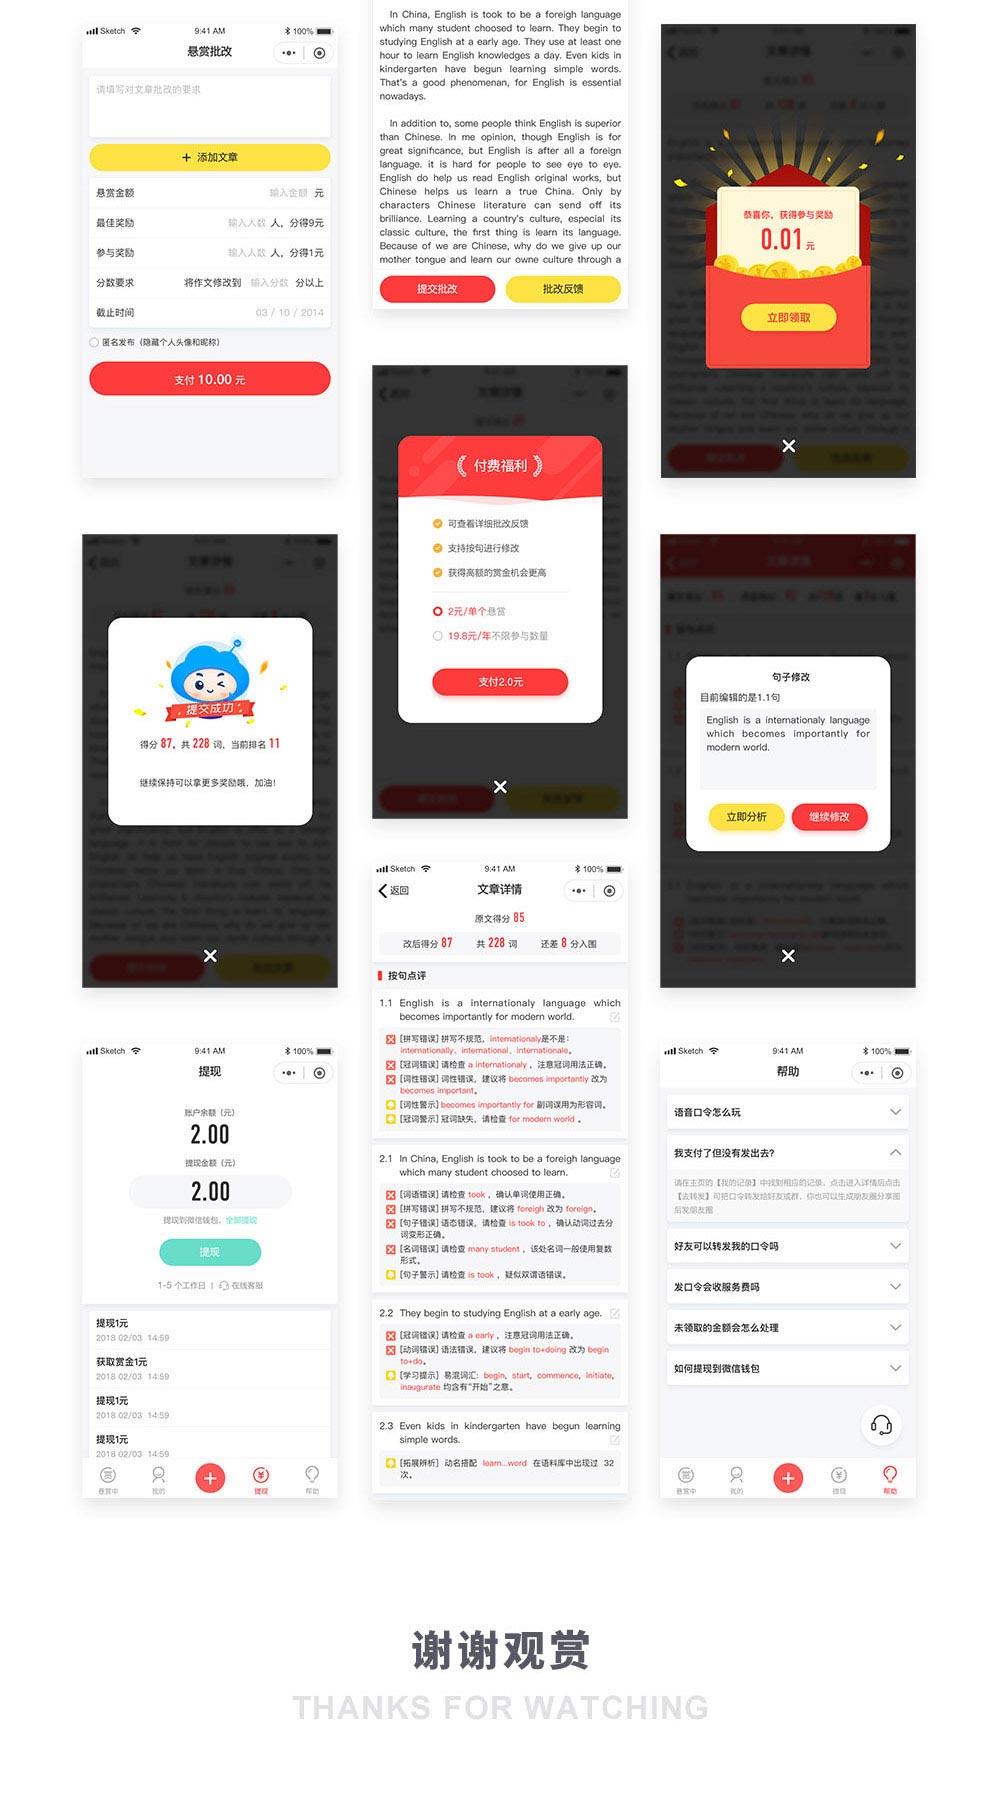 Sketch 9:41 AM 100%
悬赏批改
请填写对文章批改的要求
+ 添加文章
悬赏金额 输入金额 元
最佳奖励 输入人数 人，分得9元
参与奖励 输入人数 人，分得1元
分数要求 将作文修改到 输入分数 分以上
截止时间 03 / 10 / 2014
匿名发布（隐藏个人头像和昵称）
支付 10.00 元
In China, English is took to be a foreigh language
which many student choosed to learn. They begin to
studying English at a early age. They use at least one
hour to learn English knowledges a day. Even kids in
kindergarten have begun learning simple words.
That's a good phenomenan, for English is essential
nowadays.
In addition to, some people think English is superior
than Chinese. In me opinion, though English is for
great significance, but English is after all a foreign
language. it is hard for people to see eye to eye.
English do help us read English original works, but
Chinese helps us learn a true China. Only by
characters Chinese literature can send off its
brilliance. Learning a country's culture, especial its
classic culture, the first thing is learn its language.
Because of we are Chinese, why do we give up our
mother tongue and learn our owne culture through a
提交批改 批改反馈
恭喜你，获得参与奖励
0.01 元
立即领取
付费福利
可查看详细批改反馈
支持按句进行修改
获得高额的赏金机会更高
2元/单个悬赏
19.8元/年不限参与数量
支付2.0元
提交成功
得分 87，共 228 词，当前排名 11
继续保持可以拿更多奖励哦，加油！
句子修改
目前编辑的是1.1句
English is a internationaly language
which becomes importantly for
modern world.
立即分析 继续修改
Sketch 9:41 AM 100%
返回 文章详情
原文得分 85
改后得分 87 共 228 词 还差 8 分入围
按句点评
1.1 English is a internationaly language which
becomes importantly for modern world.
[拼写错误] 拼写不规范，internationaly是不是：
internationally、international、internationale。
[冠词错误] 请检查 a internationaly ，注意冠词用法正确。
[词性错误] 词性错误，建议将 becomes importantly 改为
becomes important。
[词性警示] becomes importantly for 副词误用为形容词。
[冠词警示] 冠词缺失，请检查 for modern world 。
2.1 In China, English is took to be a foreigh language
which many student choosed to learn.
[词语错误] 请检查 took ，确认单词使用正确。
[拼写错误] 拼写不规范，建议将 foreigh 改为 foreign。
[句子错误] 语态错误，请检查 is took to ，确认动词过去分
词变形正确。
[名词错误] 请检查 many student ，该处名词一般使用复数
形式。
[句子警示] 请检查 is took ，疑似双谓语错误。
2.2 They begin to studying English at a early age.
[冠词错误] 请检查 a early ，注意冠词用法正确。
[动词错误] 语法错误，建议将 begin to+doing 改为 begin
to+do。
[学习提示] 易混词汇：begin, start, commence, initiate,
inaugurate 均含有“开始”之意。
2.3 Even kids in kindergarten have begun learning
simple words.
[拓展辨析] 动名搭配 learn...word 在语料库中出现过 32
次。
Sketch 9:41 AM 100%
提现
账户余额（元）
2.00
提现金额（元）
2.00
提现到微信钱包，全部提现
提现
1-5 个工作日 | 在线客服
提现1元
2018 02/03 14:59
获取赏金1元
2018 02/03 14:59
提现1元
2018 02/03 14:59
提现1元
2018 02/03 14:59
悬赏中 我的 提现 帮助
Sketch 9:41 AM 100%
帮助
语音口令怎么玩
我支付了但没有发出去?
请在主页的【我的记录】中找到相应的记录，点击进入详情后点击
【去转发】可把口令转发给好友或群，你也可以生成朋友圈分享图
后发朋友圈
好友可以转发我的口令吗
发口令会收服务费吗
未领取的金额会怎么处理
如何提现到微信钱包
悬赏中 我的 提现 帮助
谢谢观赏
THANKS FOR WATCHING